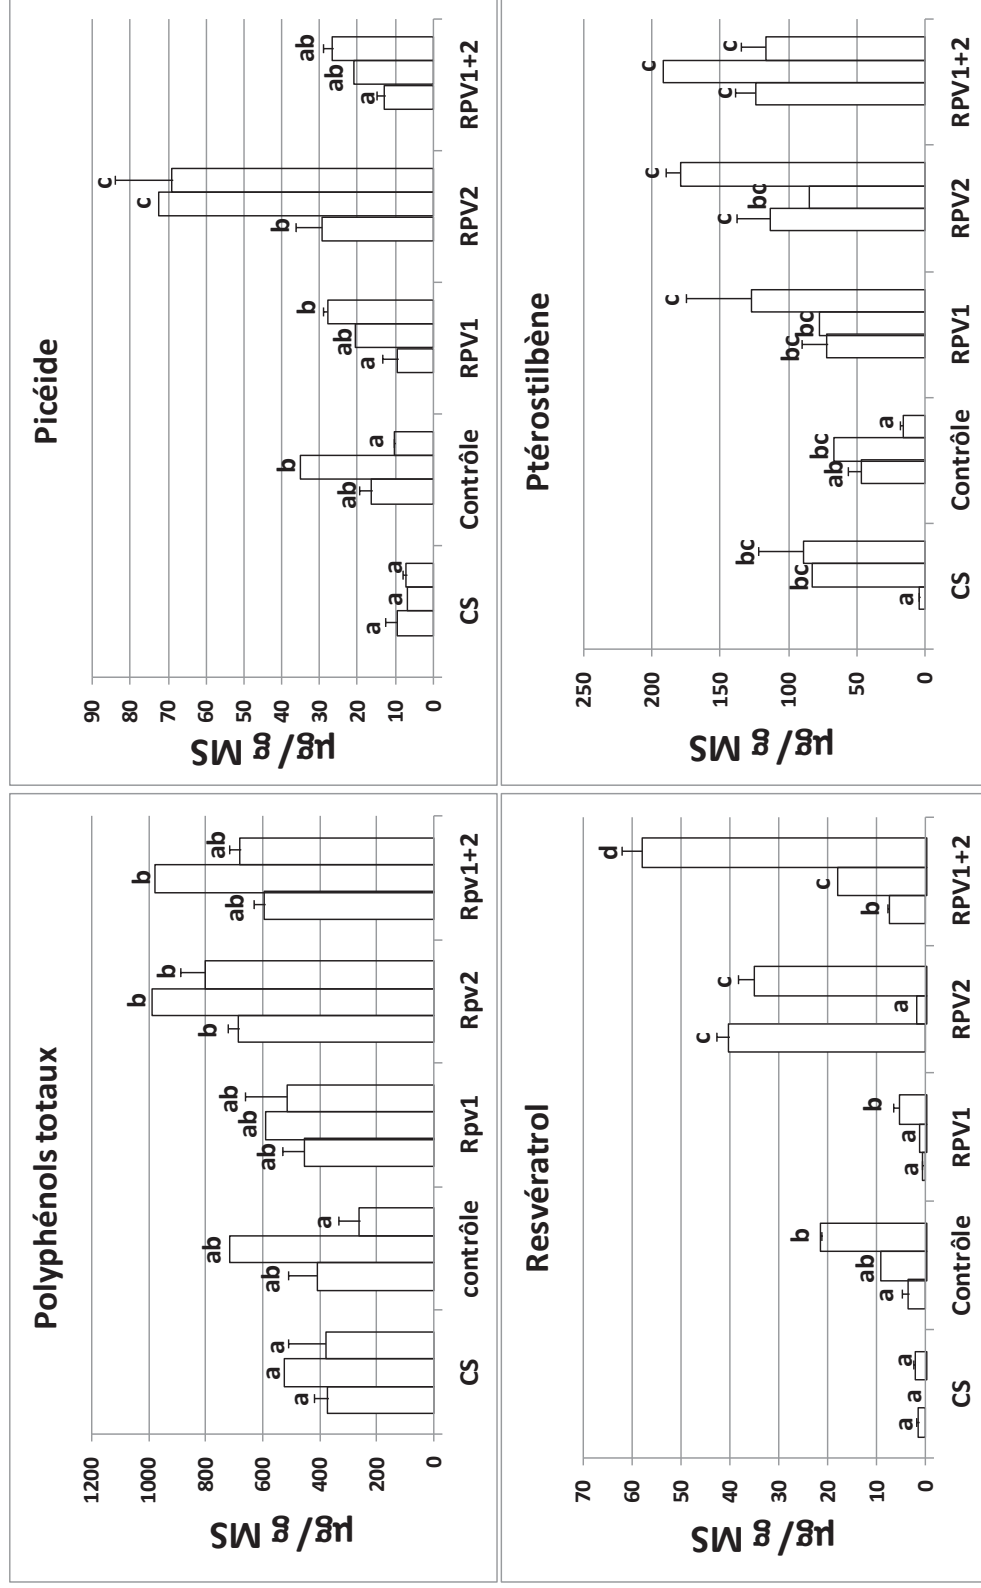 Polyphénols totaux
µg/g MS
1200
1000
800
600
400
200
0
a a a
ab ab a
ab ab ab
b b b
ab b ab
CS contrôle Rpv1 Rpv2 Rpv1+2
Picéide
µg/g MS
90
80
70
60
50
40
30
20
10
0
a a a
ab b a
a ab b
b c c
a ab ab
CS Contrôle RPV1 RPV2 RPV1+2
Resvératrol
µg/g MS
70
60
50
40
30
20
10
0
a a a
a ab b
a a b
c a c
b c d
CS Contrôle RPV1 RPV2 RPV1+2
Ptérostilbène
µg/g MS
250
200
150
100
50
0
a bc bc
ab bc a
bc bc c
c bc c
c c c
CS Contrôle RPV1 RPV2 RPV1+2